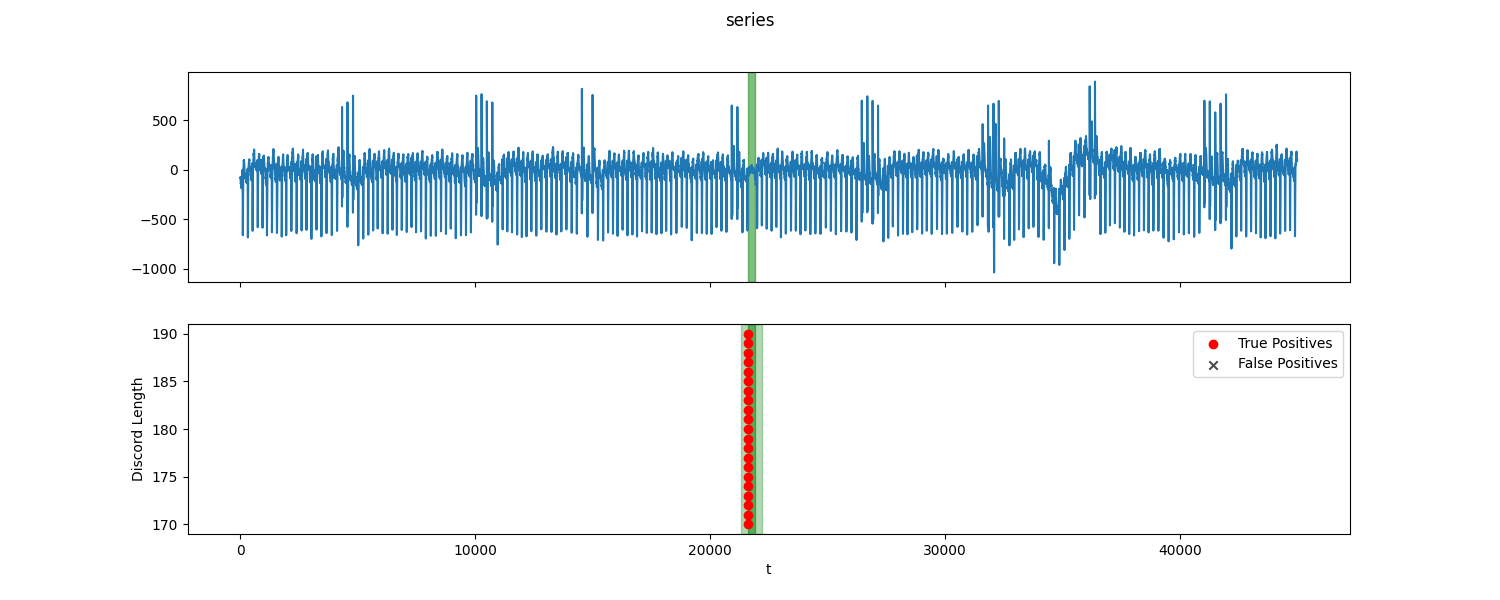 series
500
0
−500
−1000
190
185
180
175
170
Discord Length
True Positives
False Positives
0
10000
20000
30000
40000
t